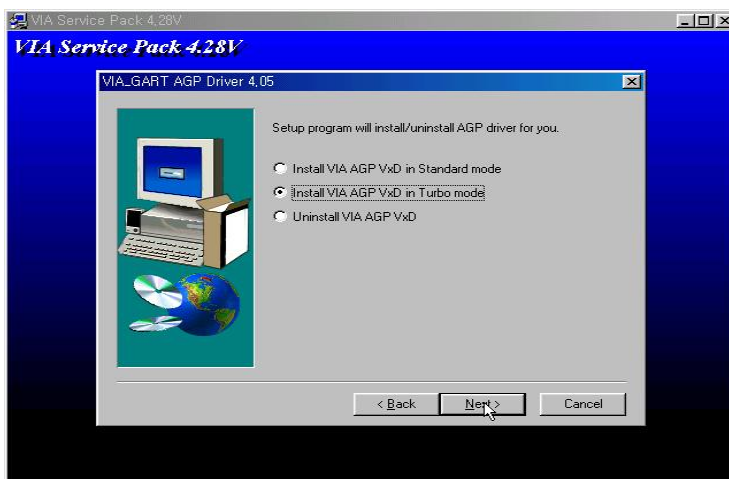 VIA Service Pack 4,28V
VIA Service Pack 4.28V
VIA_GART AGP Driver 4,05
Setup program will install/uninstall AGP driver for you.
Install VIA AGP VxD in Standard mode
Install VIA AGP VxD in Turbo mode
Uninstall VIA AGP VxD
< Back
Next >
Cancel